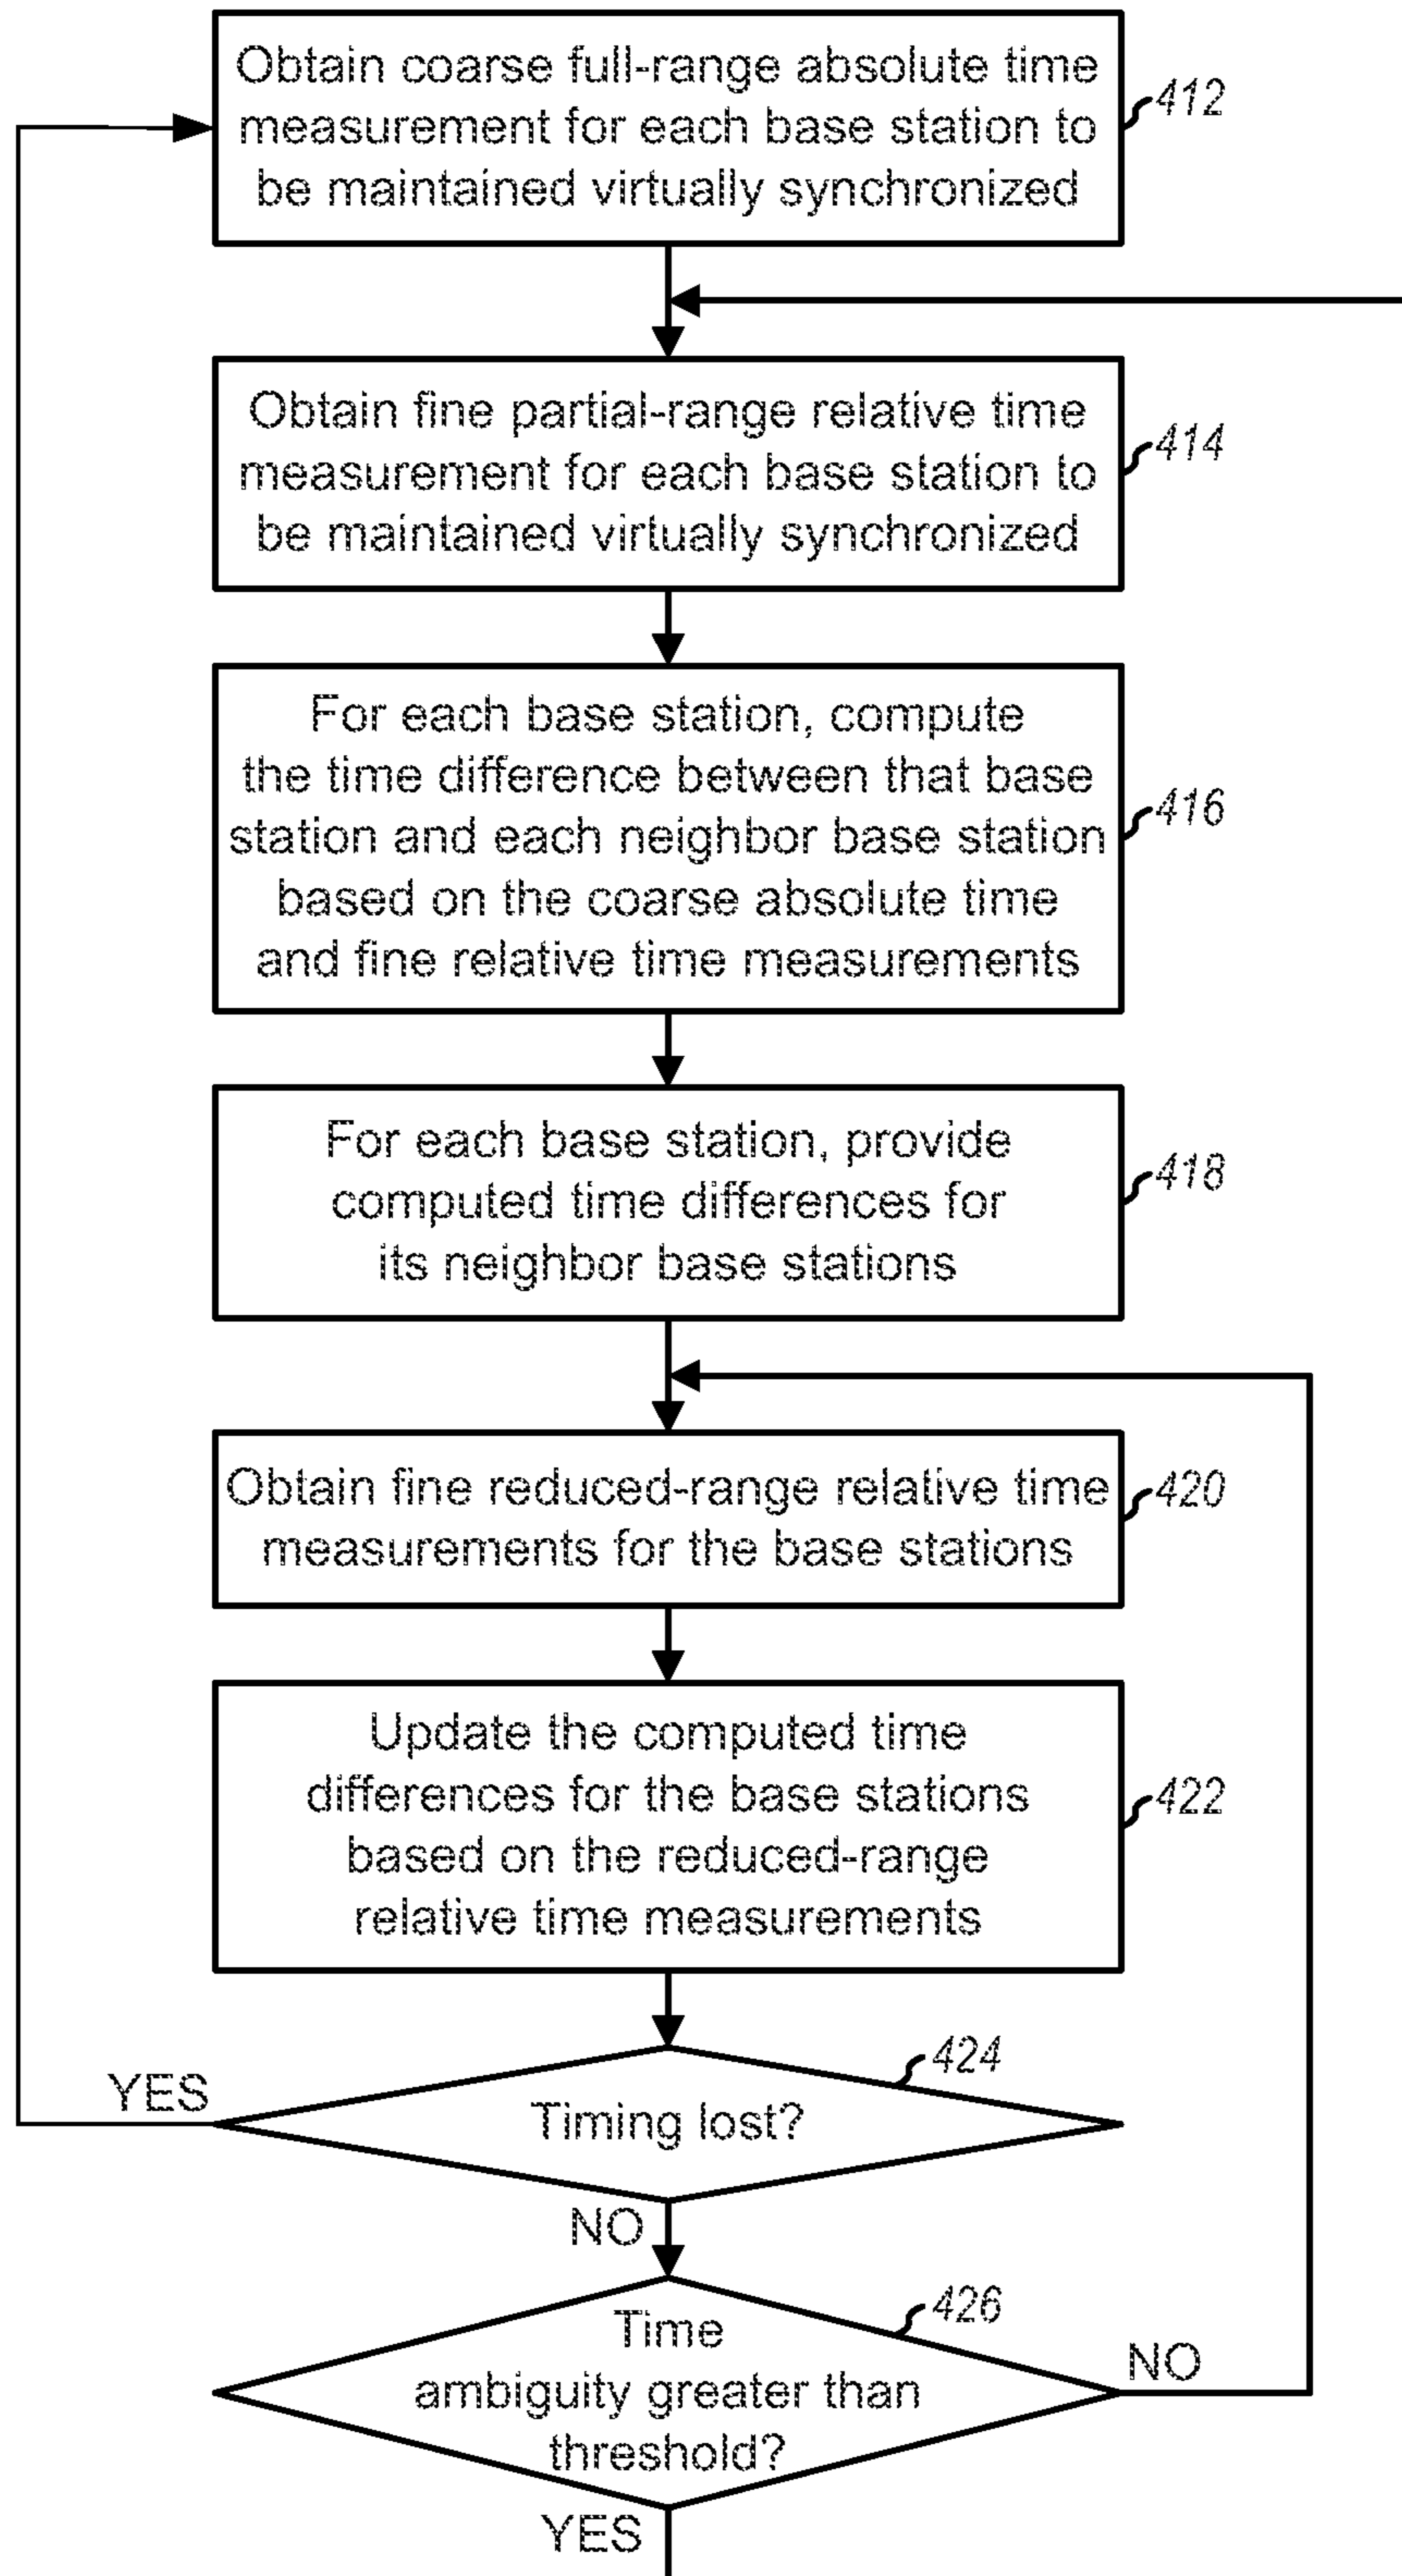 Obtain coarse full-range absolute time
measurement for each base station to
be maintained virtually synchronized
412
Obtain fine partial-range relative time
measurement for each base station to
be maintained virtually synchronized
414
For each base station, compute
the time difference between that base
station and each neighbor base station
based on the coarse absolute time
and fine relative time measurements
416
For each base station, provide
computed time differences for
its neighbor base stations
418
Obtain fine reduced-range relative time
measurements for the base stations
420
Update the computed time
differences for the base stations
based on the reduced-range
relative time measurements
422
424
YES
Timing lost?
NO
426
Time
ambiguity greater than
threshold?
NO
YES